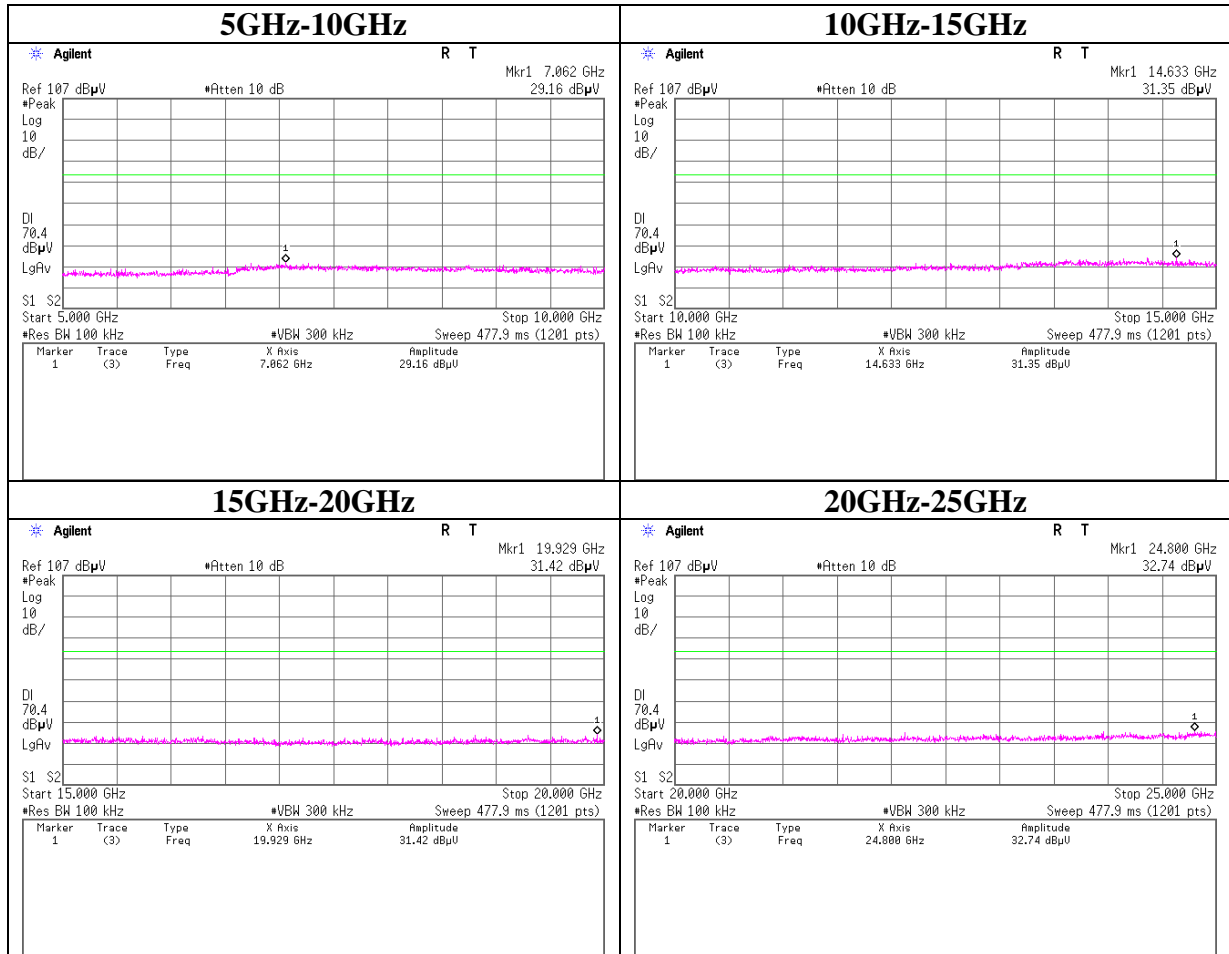 5GHz-10GHz
Agilent R T
Mkr1 7.062 GHz
Ref 107 dBµV #Atten 10 dB 29.16 dBµV
#Peak
Log
10
dB/
DI
70.4
dBµV
LgAv
1
S1 S2
Start 5.000 GHz Stop 10.000 GHz
#Res BW 100 kHz #VBW 300 kHz Sweep 477.9 ms (1201 pts)
Marker Trace Type X Axis Amplitude
1 (3) Freq 7.062 GHz 29.16 dBµV
10GHz-15GHz
Agilent R T
Mkr1 14.633 GHz
Ref 107 dBµV #Atten 10 dB 31.35 dBµV
#Peak
Log
10
dB/
DI
70.4
dBµV
LgAv
1
S1 S2
Start 10.000 GHz Stop 15.000 GHz
#Res BW 100 kHz #VBW 300 kHz Sweep 477.9 ms (1201 pts)
Marker Trace Type X Axis Amplitude
1 (3) Freq 14.633 GHz 31.35 dBµV
15GHz-20GHz
Agilent R T
Mkr1 19.929 GHz
Ref 107 dBµV #Atten 10 dB 31.42 dBµV
#Peak
Log
10
dB/
DI
70.4
dBµV
LgAv
1
S1 S2
Start 15.000 GHz Stop 20.000 GHz
#Res BW 100 kHz #VBW 300 kHz Sweep 477.9 ms (1201 pts)
Marker Trace Type X Axis Amplitude
1 (3) Freq 19.929 GHz 31.42 dBµV
20GHz-25GHz
Agilent R T
Mkr1 24.800 GHz
Ref 107 dBµV #Atten 10 dB 32.74 dBµV
#Peak
Log
10
dB/
DI
70.4
dBµV
LgAv
1
S1 S2
Start 20.000 GHz Stop 25.000 GHz
#Res BW 100 kHz #VBW 300 kHz Sweep 477.9 ms (1201 pts)
Marker Trace Type X Axis Amplitude
1 (3) Freq 24.800 GHz 32.74 dBµV